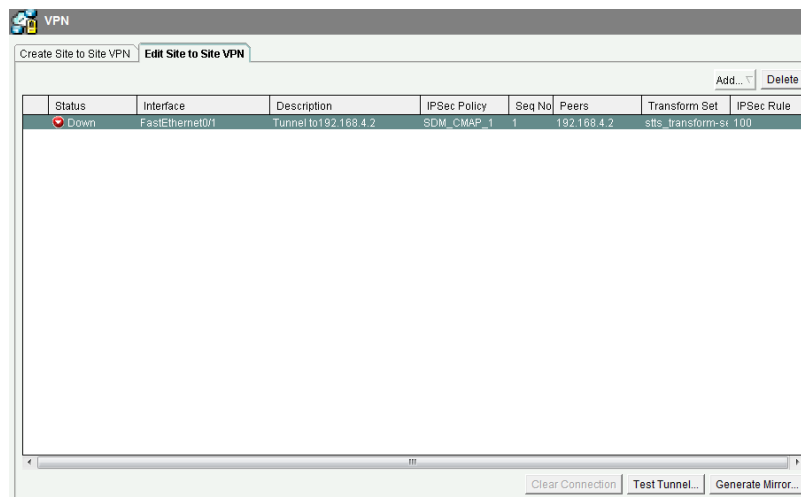 VPN
Create Site to Site VPN Edit Site to Site VPN
Add... Delete
Status Interface Description IPSec Policy Seq No Peers Transform Set IPSec Rule
Down FastEthernet0/1 Tunnel to192.168.4.2 SDM_CMAP_1 1 192.168.4.2 stts_transform-se 100
Clear Connection Test Tunnel... Generate Mirror...